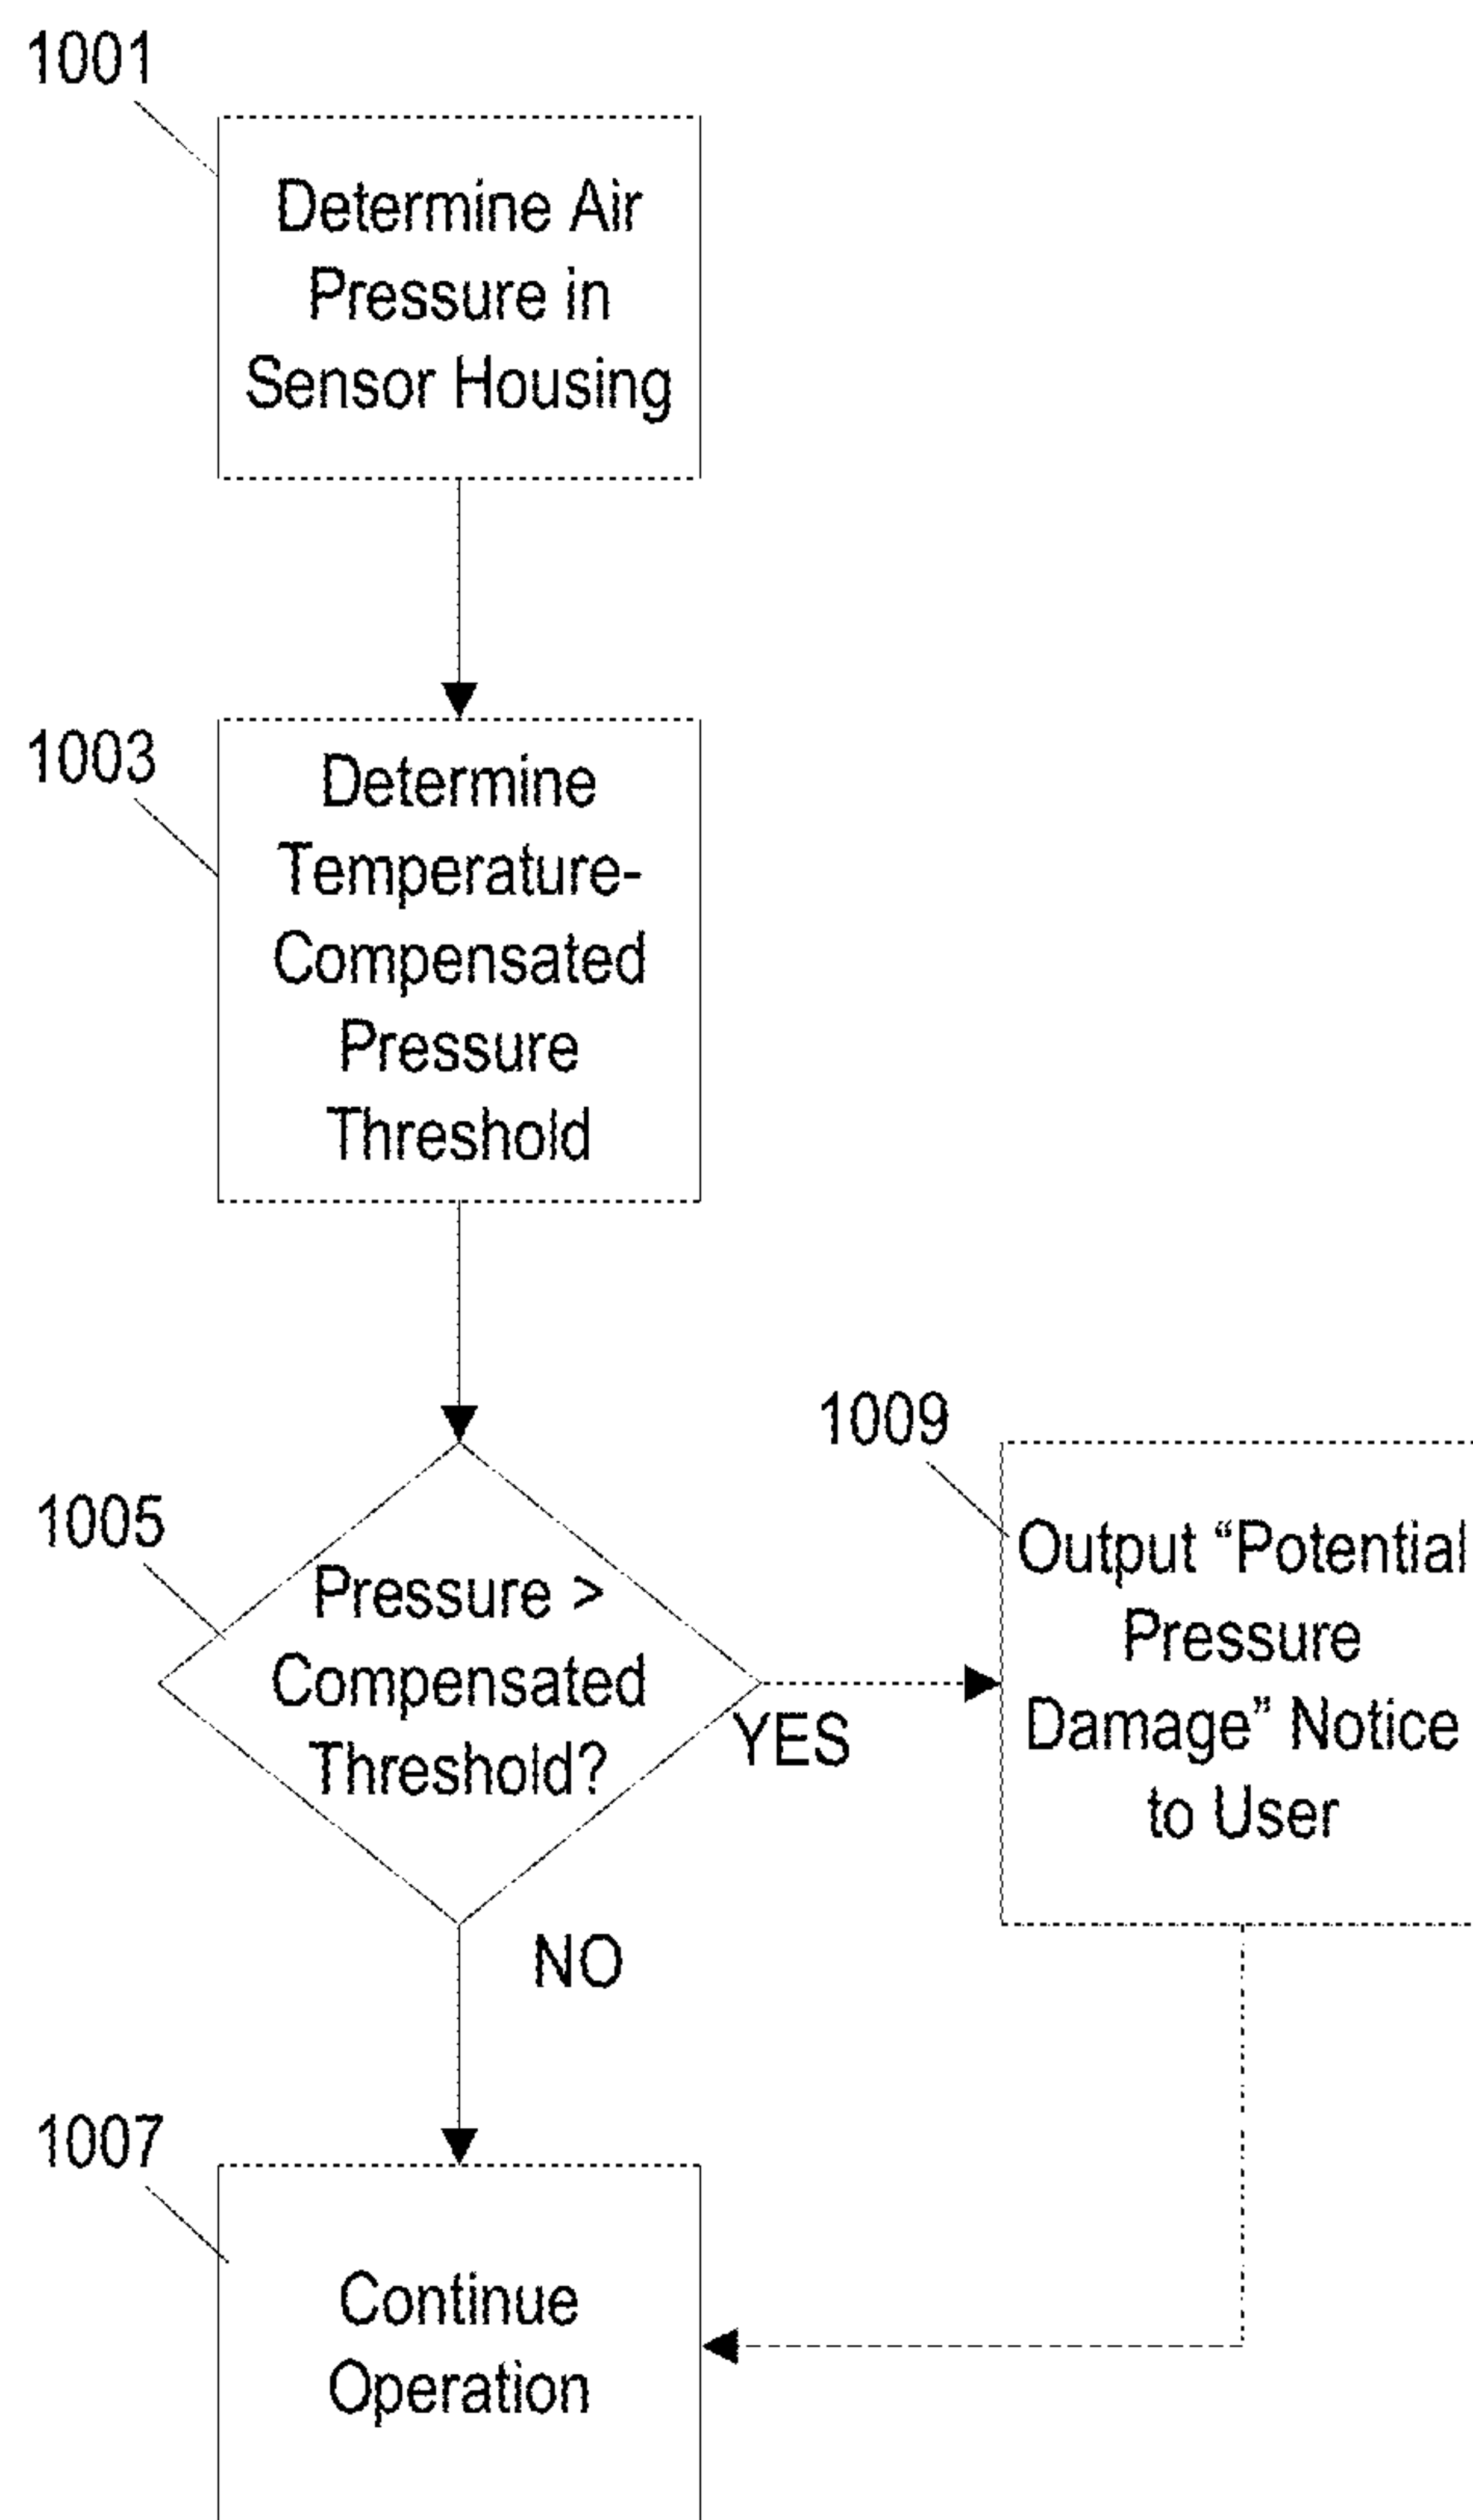 1001
Determine Air
Pressure in
Sensor Housing
1003
Determine
Temperature-
Compensated
Pressure
Threshold
1005
Pressure >
Compensated
Threshold?
YES
NO
1009
Output “Potential
Pressure
Damage” Notice
to User
1007
Continue
Operation